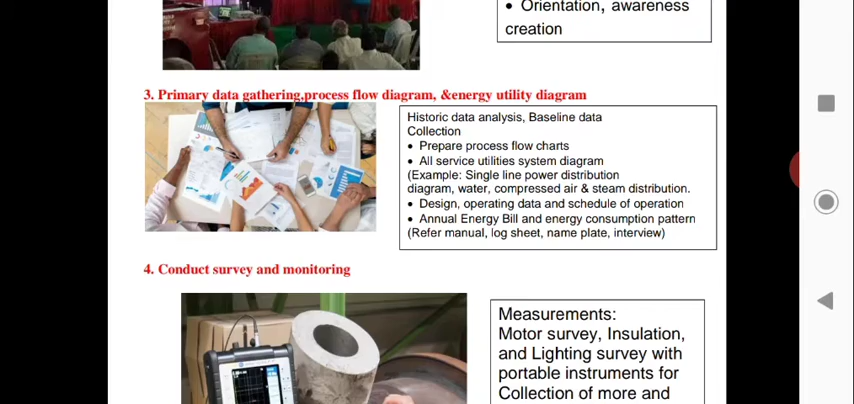 • Orientation, awareness
creation
3. Primary data gathering,process flow diagram, &energy utility diagram
Historic data analysis, Baseline data
Collection
• Prepare process flow charts
• All service utilities system diagram
(Example: Single line power distribution
diagram, water, compressed air & steam distribution.
• Design, operating data and schedule of operation
• Annual Energy Bill and energy consumption pattern
(Refer manual, log sheet, name plate, interview)
4. Conduct survey and monitoring
Measurements:
Motor survey, Insulation,
and Lighting survey with
portable instruments for
Collection of more and